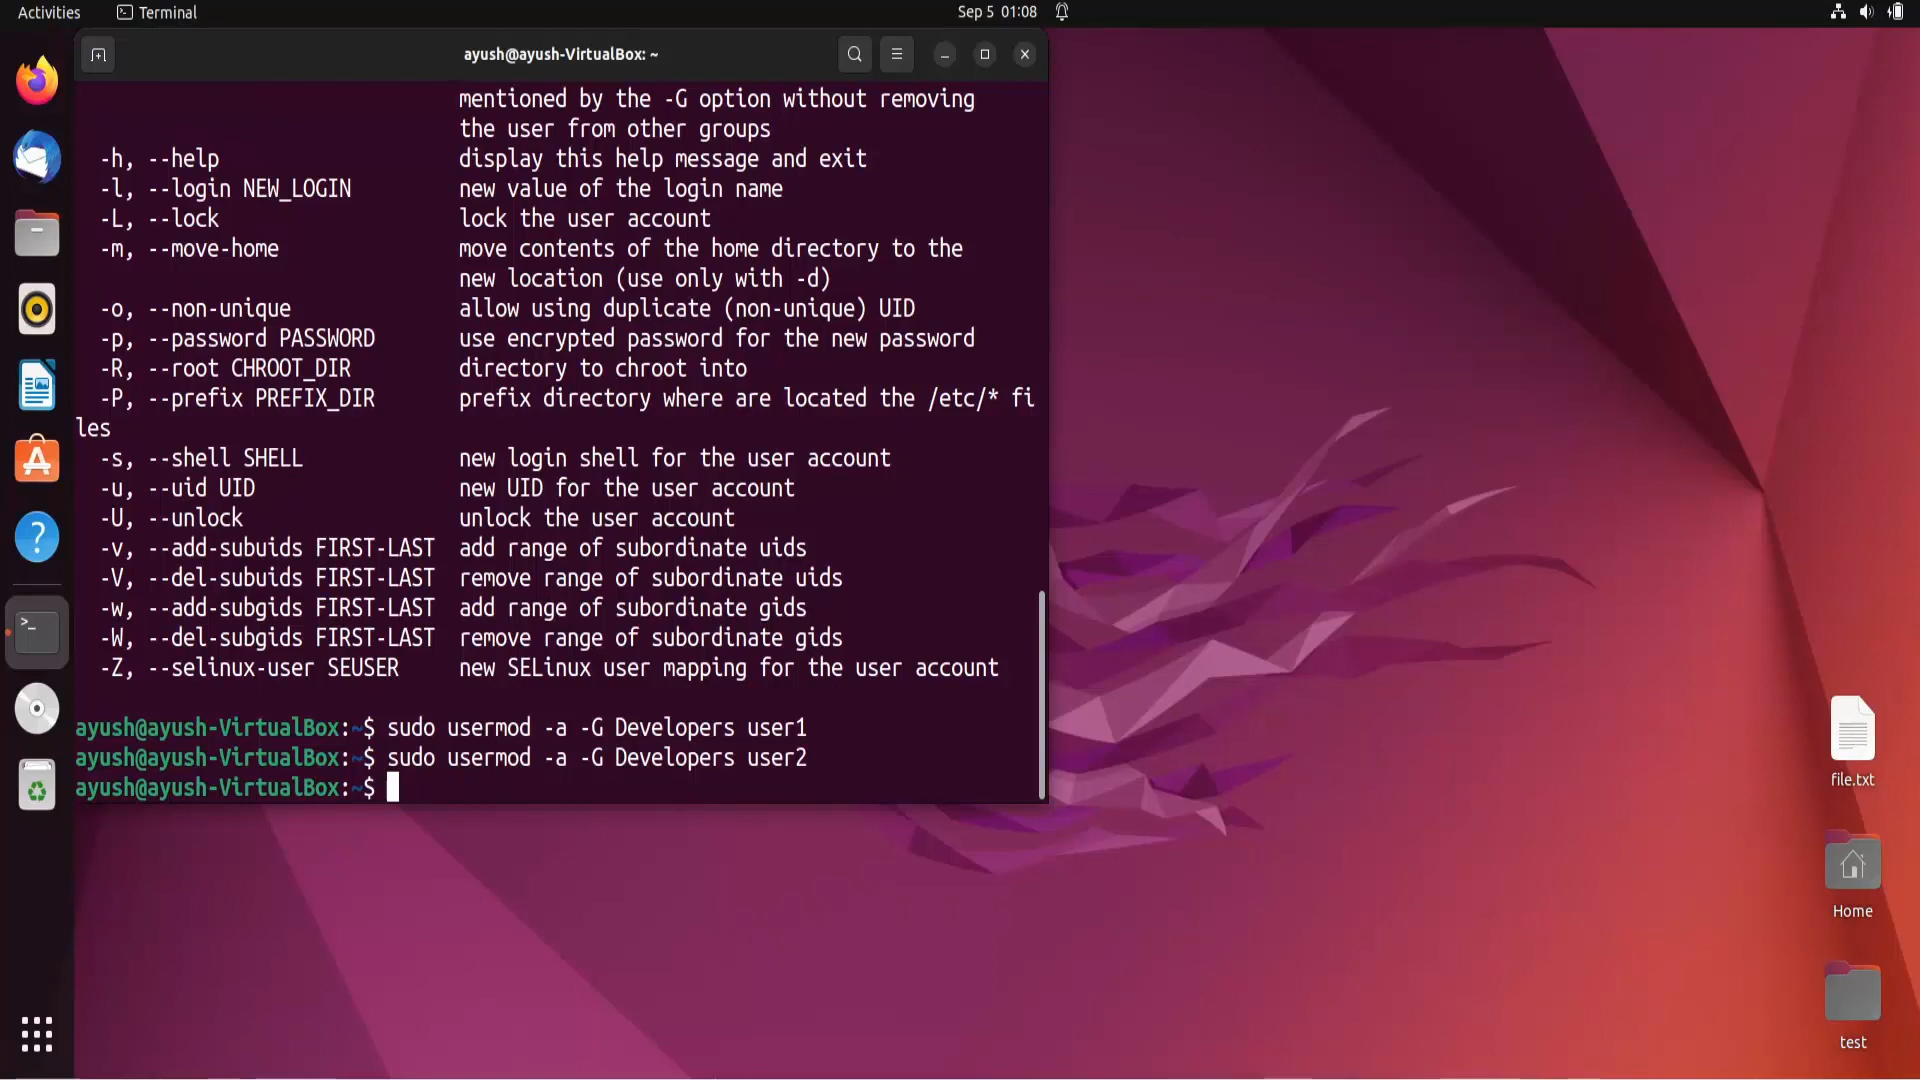 Activities
Terminal
Sep 5 01:08
ayush@ayush-VirtualBox: ~
mentioned by the -G option without removing
the user from other groups
-h, --help display this help message and exit
-l, --login NEW_LOGIN new value of the login name
-L, --lock lock the user account
-m, --move-home move contents of the home directory to the
new location (use only with -d)
-o, --non-unique allow using duplicate (non-unique) UID
-p, --password PASSWORD use encrypted password for the new password
-R, --root CHROOT_DIR directory to chroot into
-P, --prefix PREFIX_DIR prefix directory where are located the /etc/* fi
les
-s, --shell SHELL new login shell for the user account
-u, --uid UID new UID for the user account
-U, --unlock unlock the user account
-v, --add-subuids FIRST-LAST add range of subordinate uids
-V, --del-subuids FIRST-LAST remove range of subordinate uids
-w, --add-subgids FIRST-LAST add range of subordinate gids
-W, --del-subgids FIRST-LAST remove range of subordinate gids
-Z, --selinux-user SEUSER new SELinux user mapping for the user account
ayush@ayush-VirtualBox:~$ sudo usermod -a -G Developers user1
ayush@ayush-VirtualBox:~$ sudo usermod -a -G Developers user2
ayush@ayush-VirtualBox:~$
file.txt
Home
test